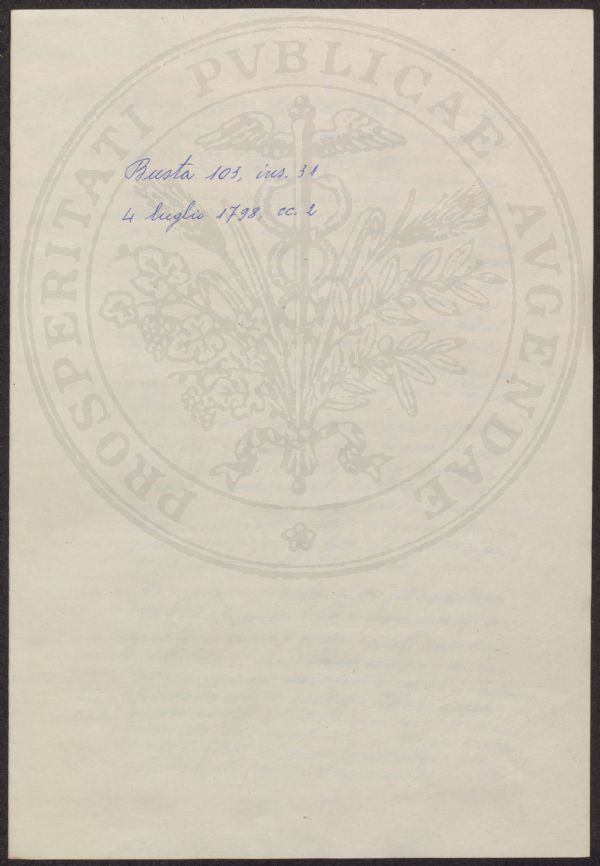 PROSPERITATI PVBLICAE AVGENDAE
Busta 103, ins. 31
4 luglio 1798, cc. 2